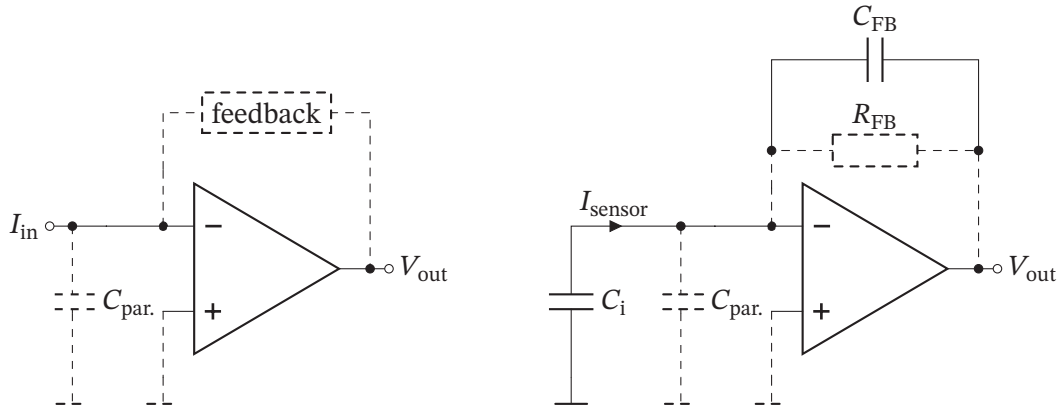 feedback
I_in
C_par.
−
+
V_out
C_FB
R_FB
I_sensor
C_i
C_par.
−
+
V_out